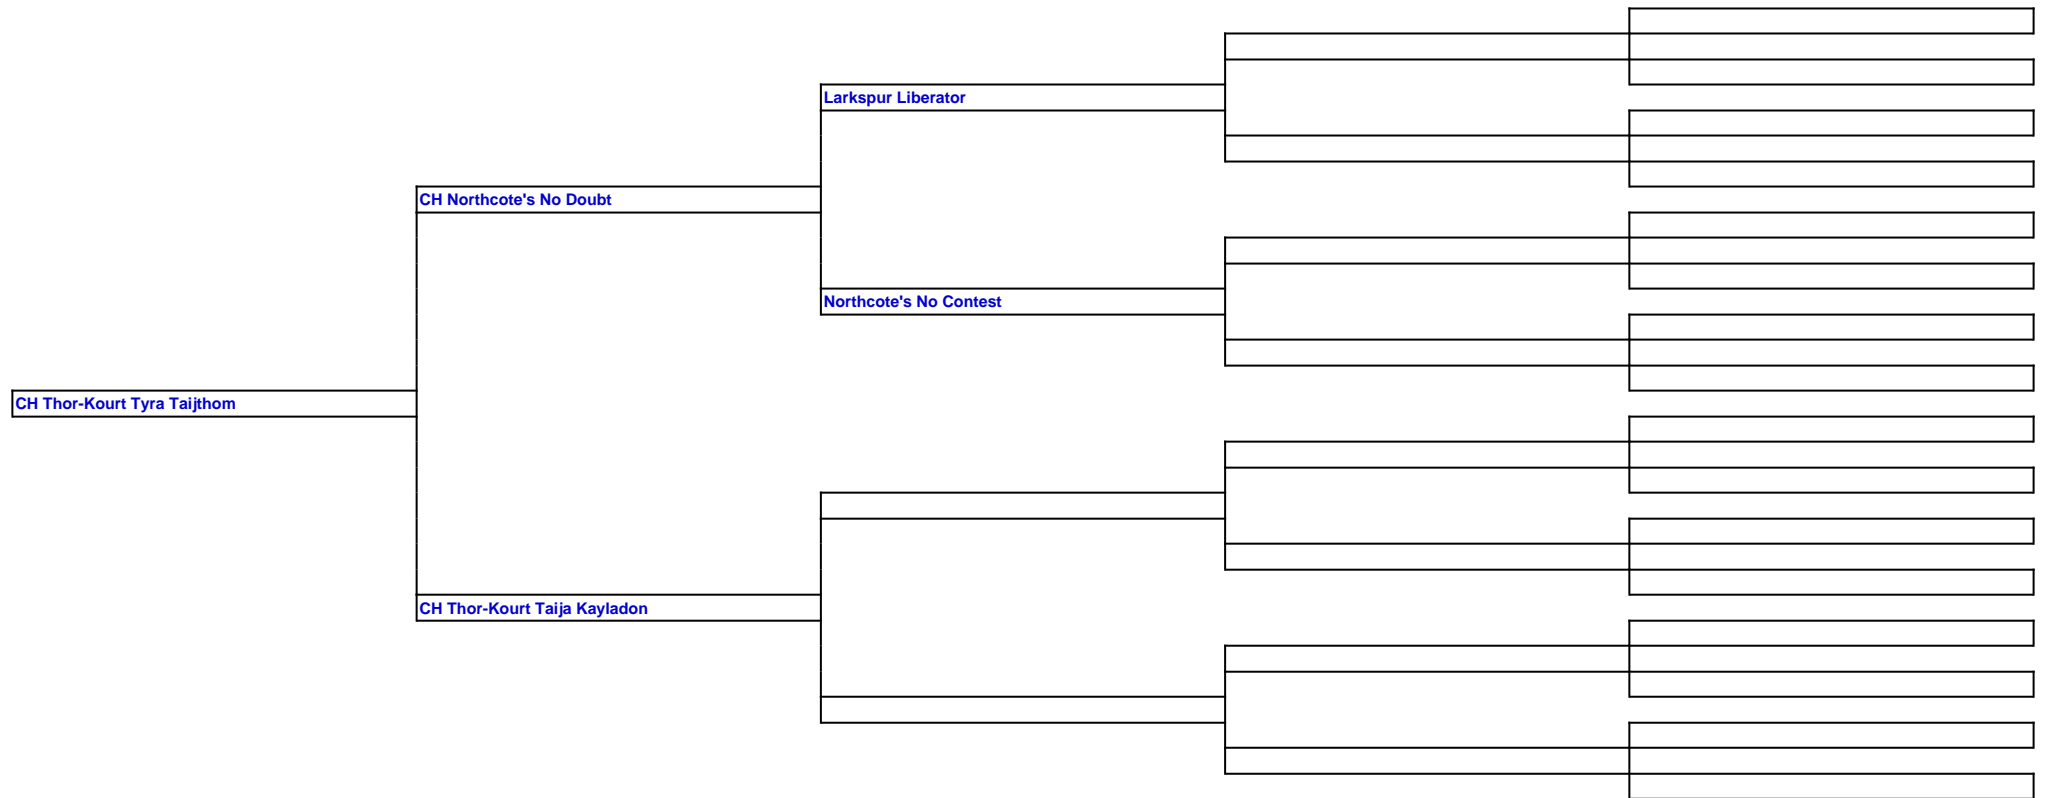 Larkspur Liberator
CH Northcote's No Doubt
Northcote's No Contest
CH Thor-Kourt Tyra Taijthom
CH Thor-Kourt Taija Kayladon